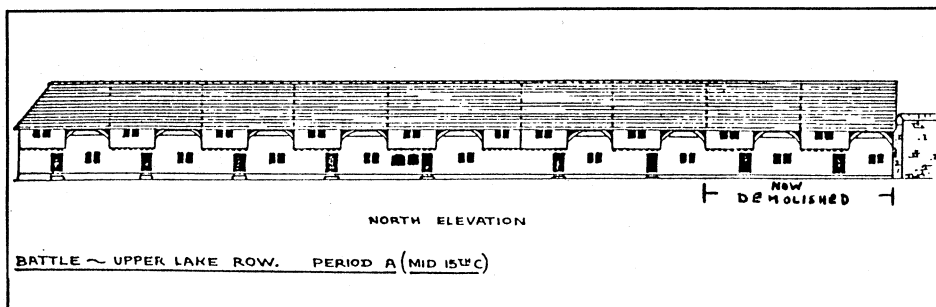 NOW
DEMOLISHED
NORTH ELEVATION
BATTLE ~ UPPER LAKE ROW. PERIOD A (MID 15TH C)